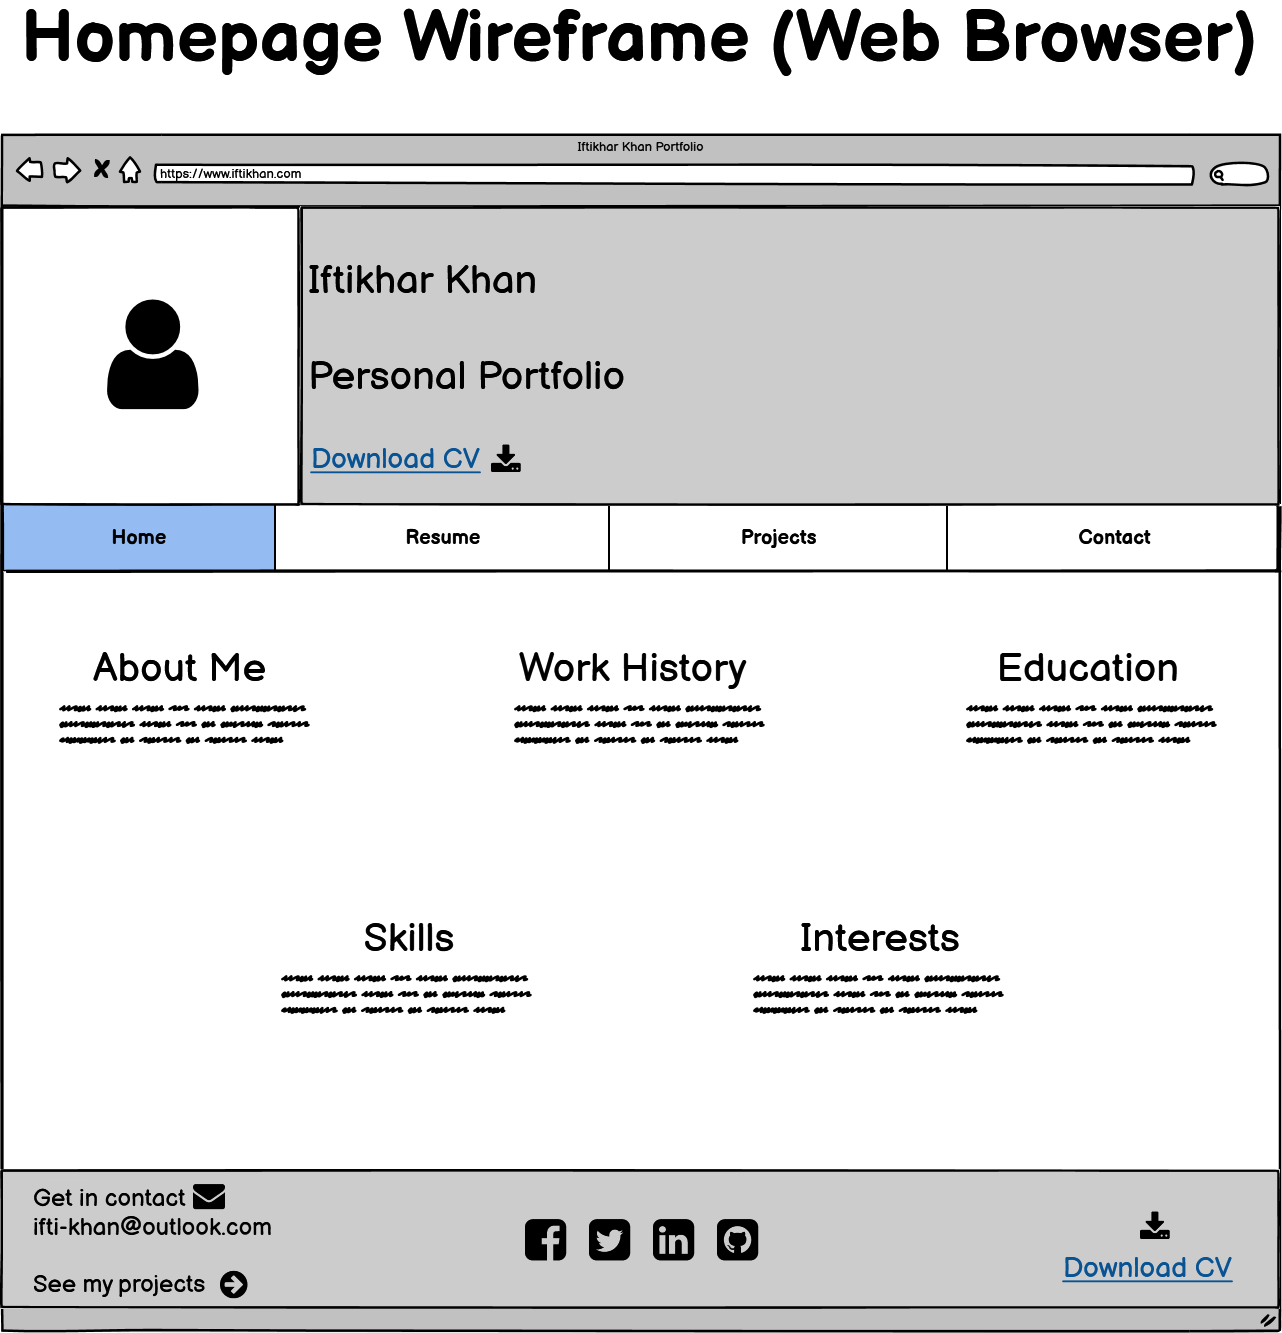 Homepage Wireframe (Web Browser)
Iftikhar Khan Portfolio
https://www.iftikhan.com
Iftikhar Khan
Personal Portfolio
Download CV
Home Resume Projects Contact
About Me Work History Education
Skills Interests
Get in contact
ifti-khan@outlook.com
See my projects
Download CV